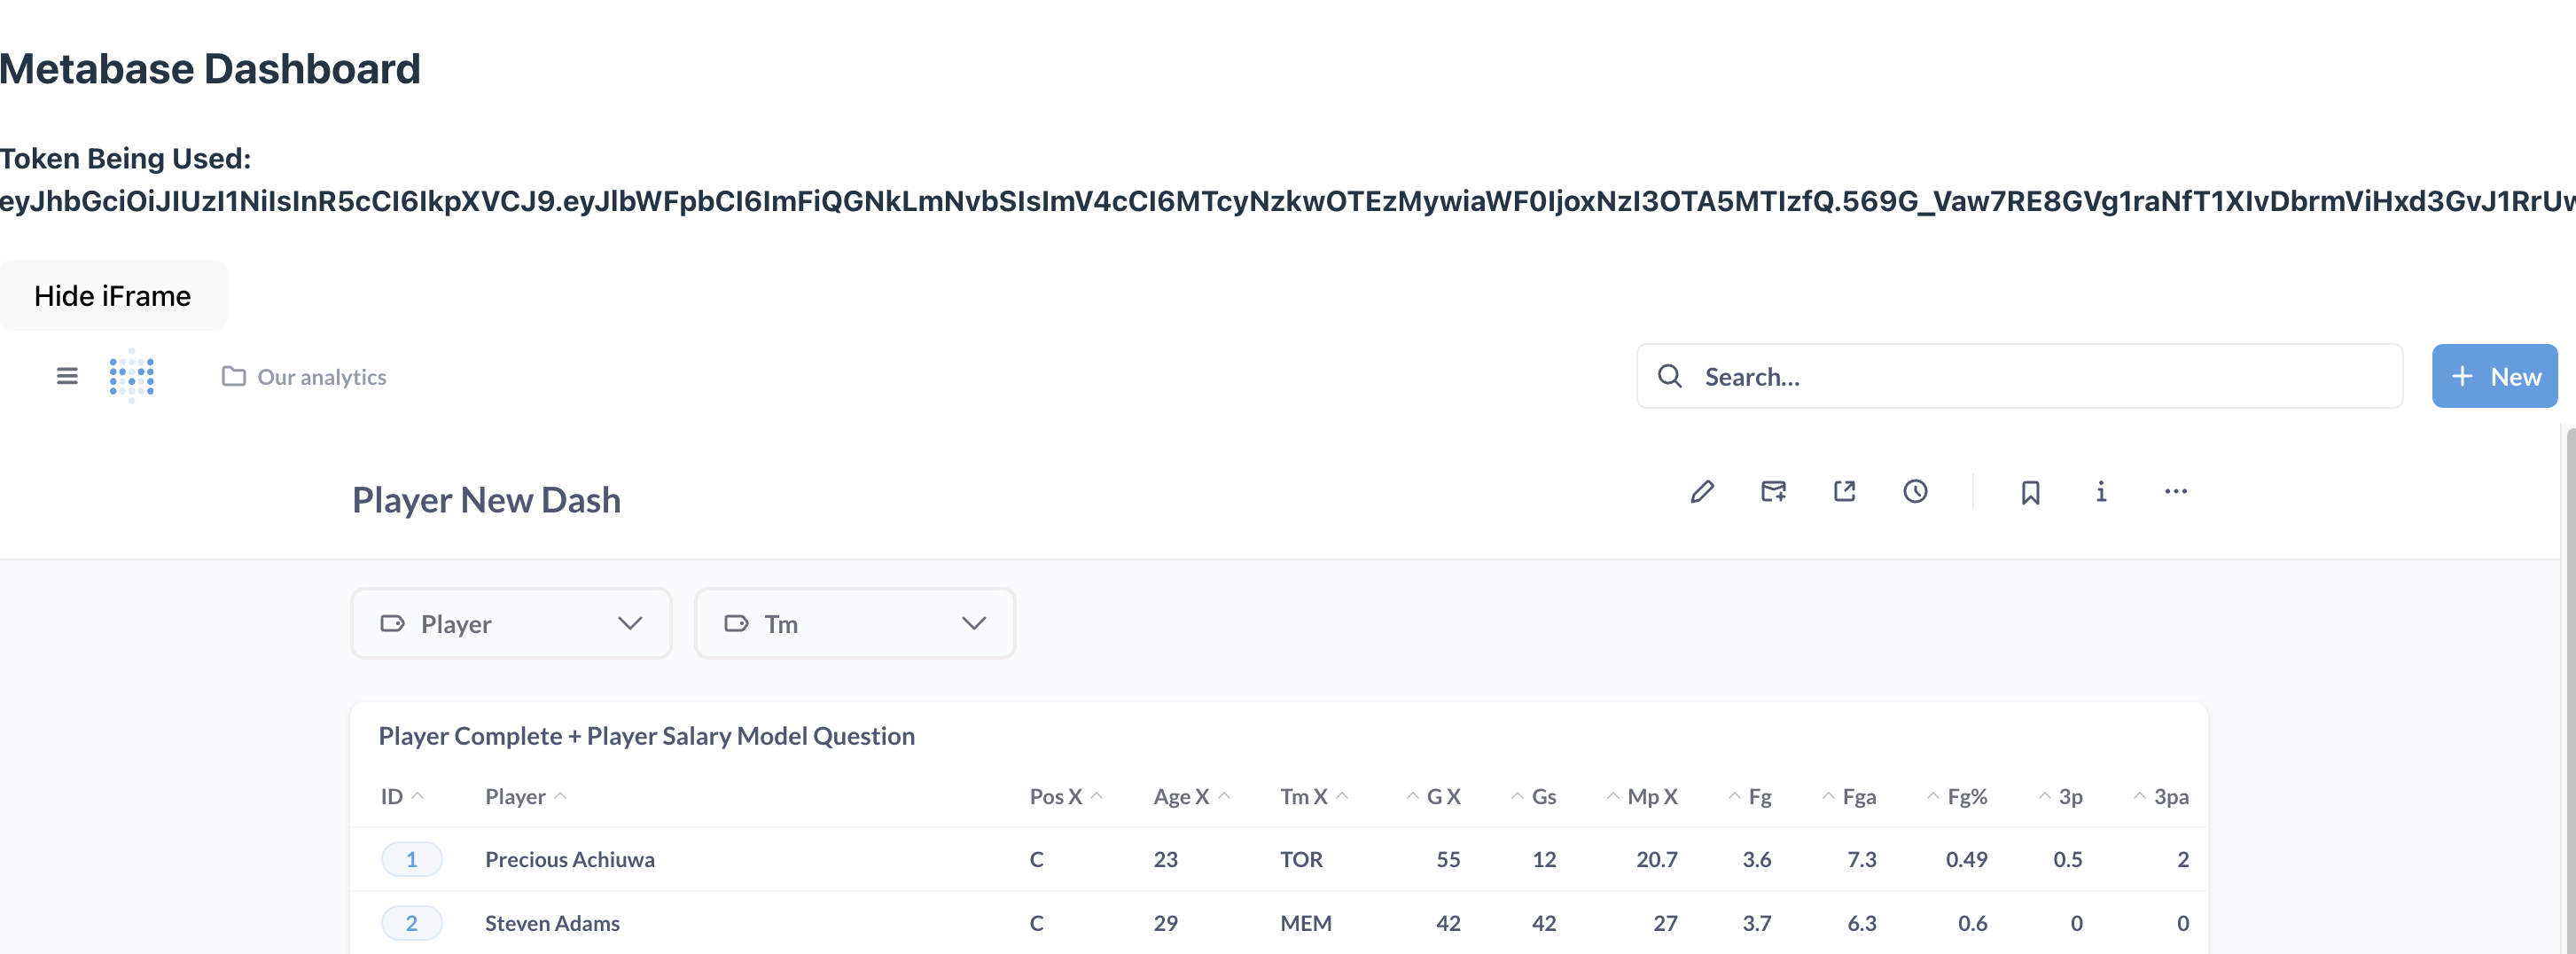 Metabase Dashboard
Token Being Used:
eyJhbGciOiJIUzI1NiIsInR5cCI6IkpXVCJ9.eyJlbWFpbCI6ImFiQGNkLmNvbSIsImV4cCI6MTcyNzkwOTEzMywiaWF0IjoxNzI3OTA5MTIzfQ.569G_Vaw7RE8GVg1raNfT1XIvDbrmViHxd3GvJ1RrUw
Hide iFrame
Our analytics Search... + New
Player New Dash
Player Tm
Player Complete + Player Salary Model Question
ID Player Pos X Age X Tm X G X Gs Mp X Fg Fga Fg% 3p 3pa
1 Precious Achiuwa C 23 TOR 55 12 20.7 3.6 7.3 0.49 0.5 2
2 Steven Adams C 29 MEM 42 42 27 3.7 6.3 0.6 0 0